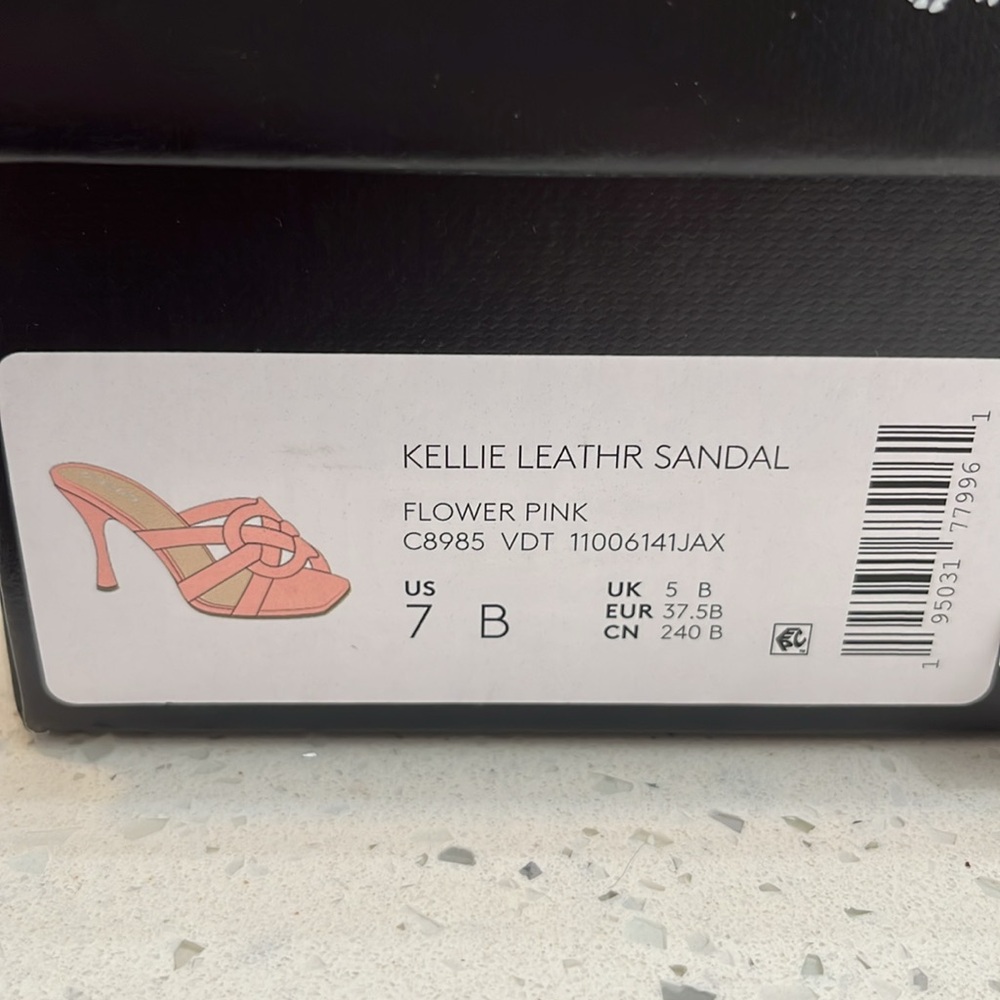 KELLIE LEATHR SANDAL
FLOWER PINK
C8985 VDT 11006141JAX
US
7 B
UK 5 B
EUR 37.5B
CN 240 B
1 95031 77996 1